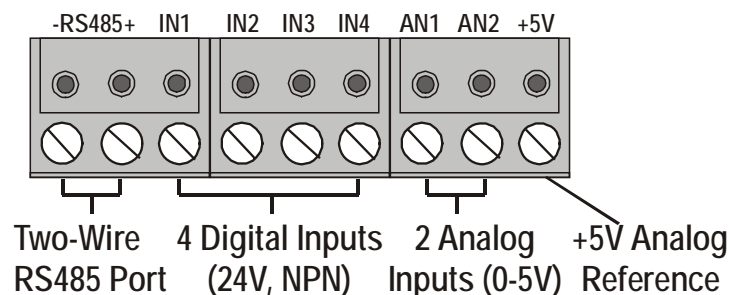 -RS485+ IN1 IN2 IN3 IN4 AN1 AN2 +5V
Two-Wire
RS485 Port
4 Digital Inputs
(24V, NPN)
2 Analog
Inputs (0-5V)
+5V Analog
Reference